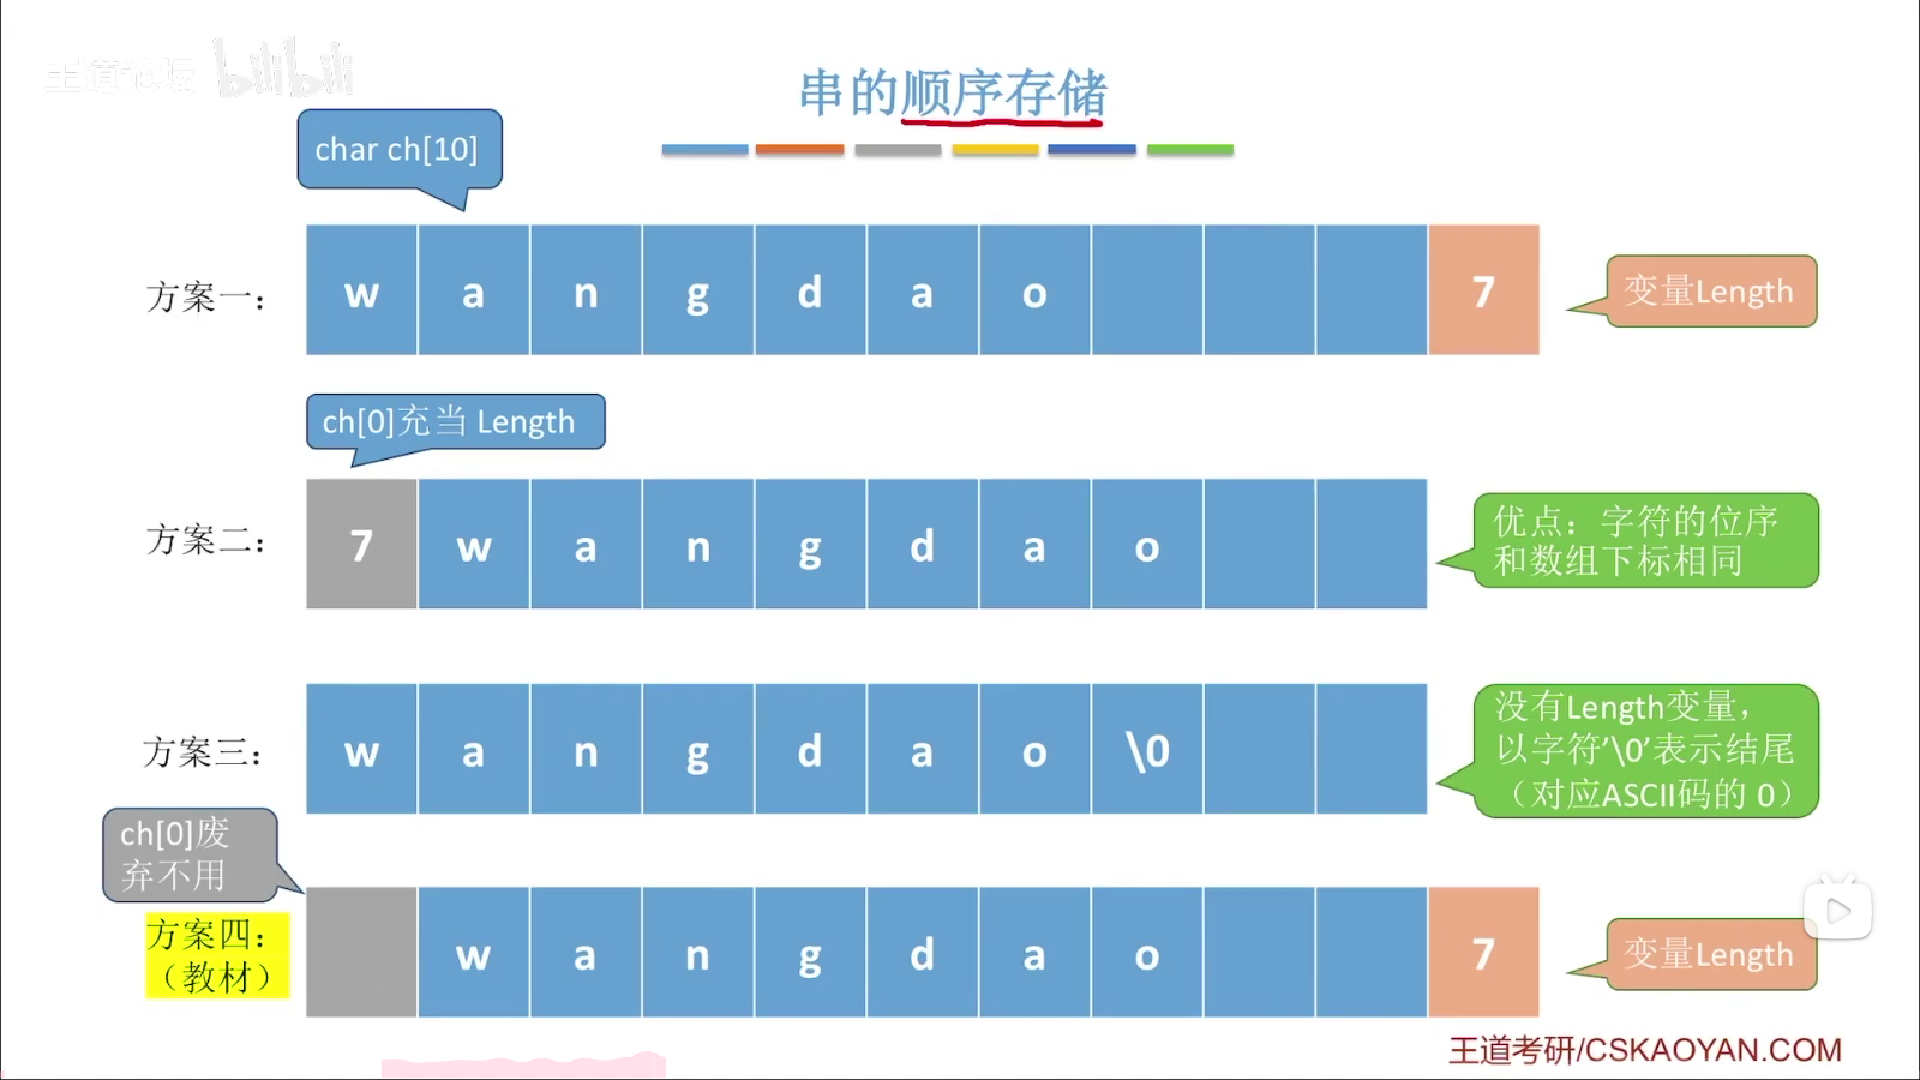 王道论坛 bilibili
串的顺序存储
char ch[10]
方案一：
w a n g d a o 7
变量Length
ch[0]充当 Length
方案二：
7 w a n g d a o
优点：字符的位序
和数组下标相同
方案三：
w a n g d a o \0
没有Length变量，
以字符’\0’表示结尾
（对应ASCII码的 0）
ch[0]废
弃不用
方案四：
（教材）
w a n g d a o 7
变量Length
王道考研/CSKAOYAN.COM